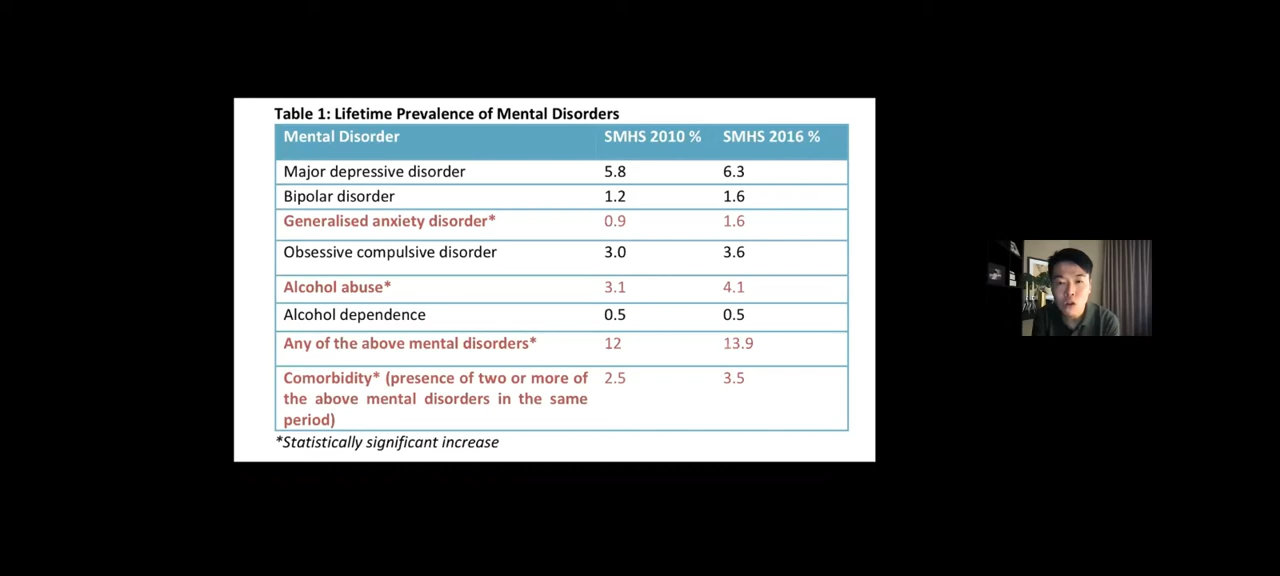 Table 1: Lifetime Prevalence of Mental Disorders
Mental Disorder SMHS 2010 % SMHS 2016 %
Major depressive disorder 5.8 6.3
Bipolar disorder 1.2 1.6
Generalised anxiety disorder* 0.9 1.6
Obsessive compulsive disorder 3.0 3.6
Alcohol abuse* 3.1 4.1
Alcohol dependence 0.5 0.5
Any of the above mental disorders* 12 13.9
Comorbidity* (presence of two or more of 2.5 3.5
the above mental disorders in the same
period)
*Statistically significant increase